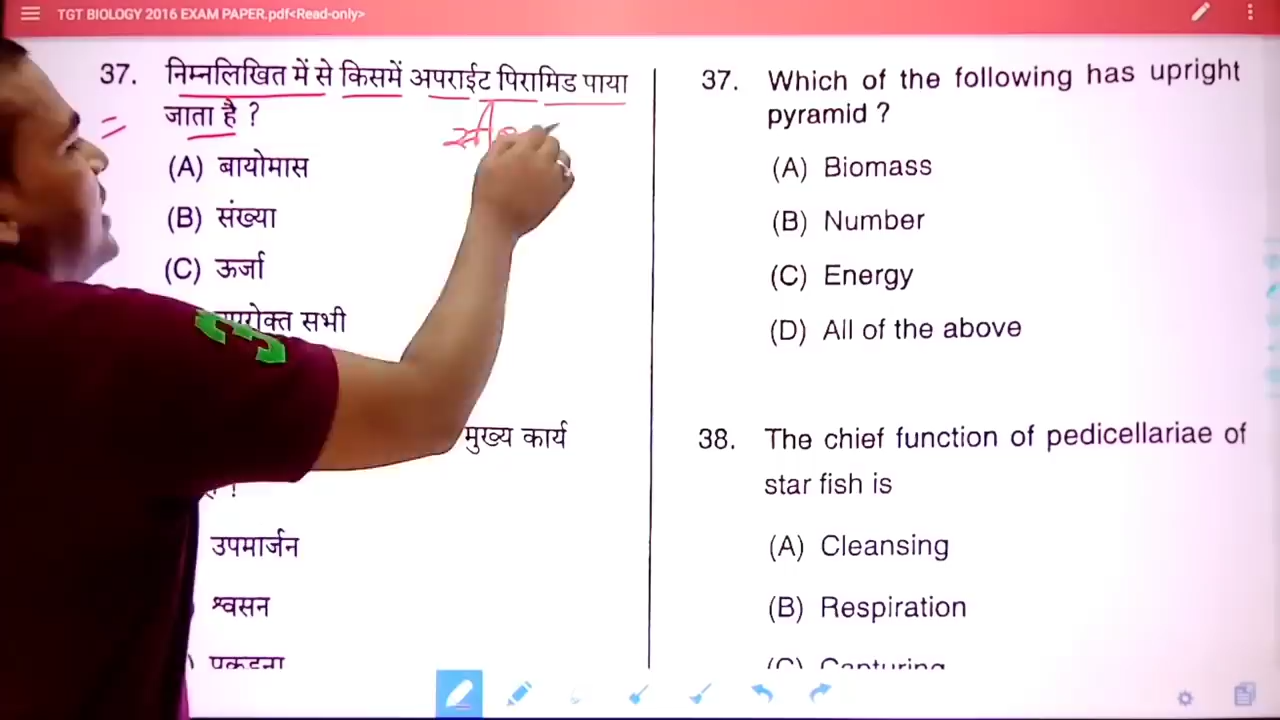 TGT BIOLOGY 2016 EXAM PAPER.pdf<Read-only>
37. निम्नलिखित में से किसमें अपराईट पिरामिड पाया
जाता है ?
(A) बायोमास
(B) संख्या
(C) ऊर्जा
सभी
मुख्य कार्य
?
उपमार्जन
श्वसन
पकड़ना
37. Which of the following has upright
pyramid ?
(A) Biomass
(B) Number
(C) Energy
(D) All of the above
38. The chief function of pedicellariae of
star fish is
(A) Cleansing
(B) Respiration
(C) Capturing